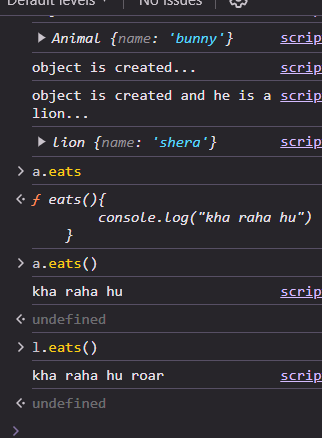 Default levels No Issues
Animal {name: 'bunny'} scrip
object is created... scrip
object is created and he is a scrip
lion...
lion {name: 'shera'} scrip
a.eats
ƒ eats(){
console.log("kha raha hu")
}
a.eats()
kha raha hu scrip
undefined
l.eats()
kha raha hu roar scrip
undefined